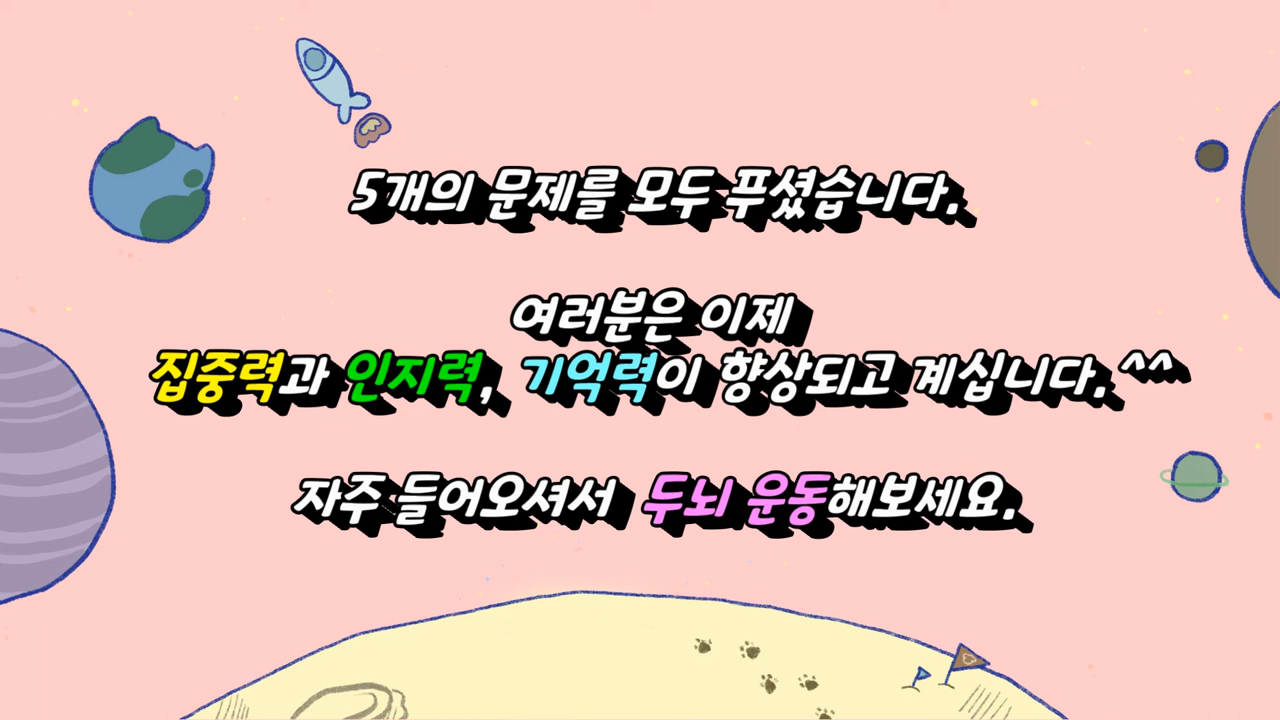 5개의 문제를 모두 푸셨습니다.
여러분은 이제
집중력과 인지력, 기억력이 향상되고 계십니다.^^
자주 들어오셔서 두뇌 운동해보세요.